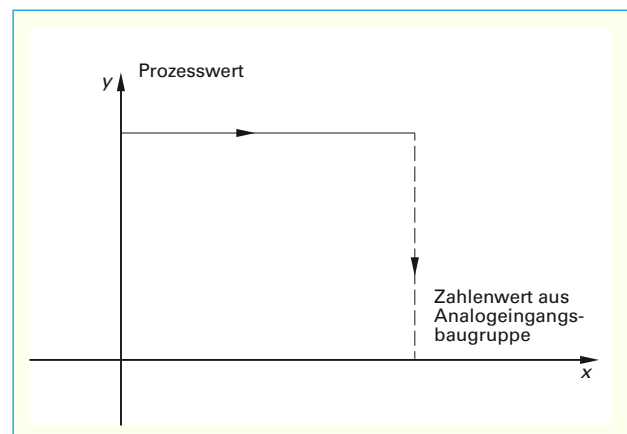 Prozesswert
y
Zahlenwert aus
Analogeingangs-
baugruppe
x